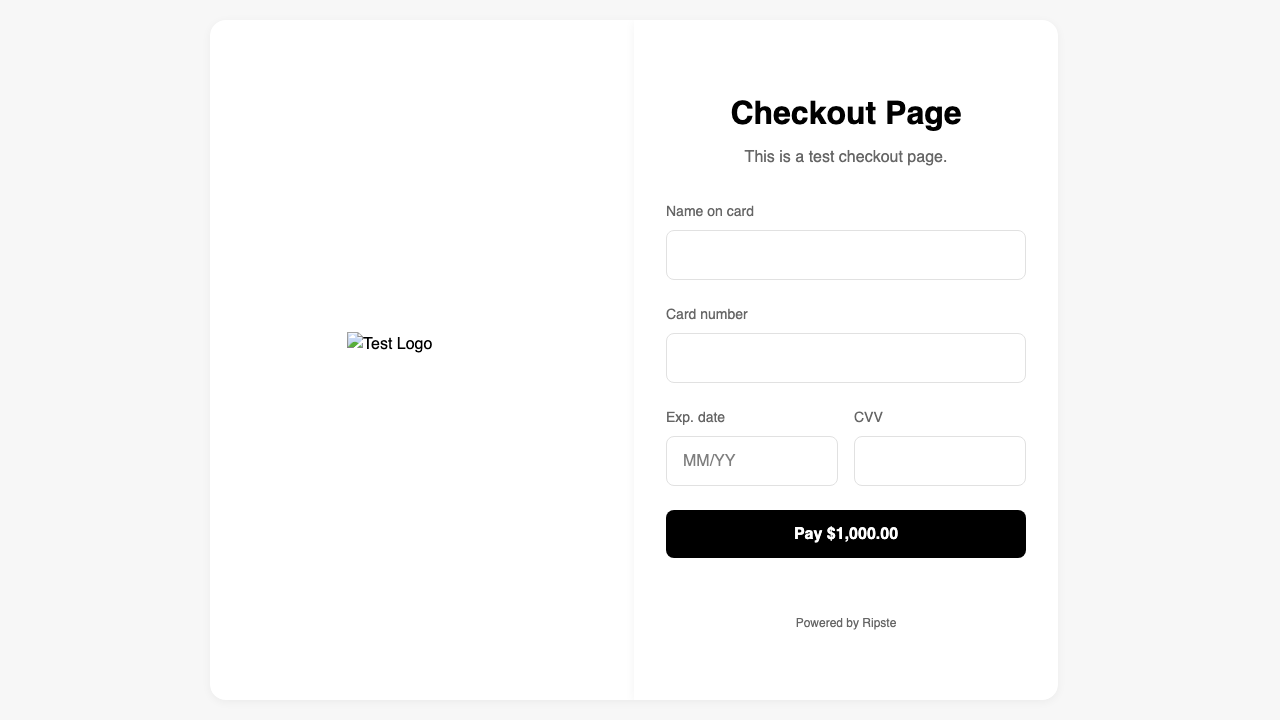 Test Logo
Checkout Page
This is a test checkout page.
Name on card
Card number
Exp. date
CVV
MM/YY
Pay $1,000.00
Powered by Ripste